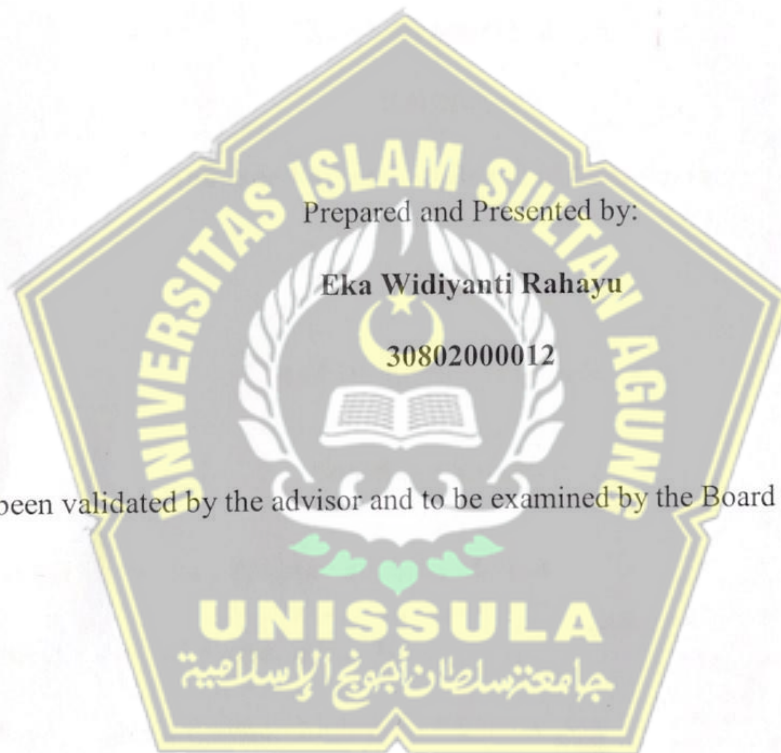 UNIVERSITAS ISLAM SULTAN AGUNG
Prepared and Presented by:
Eka Widiyanti Rahayu
30802000012
been validated by the advisor and to be examined by the Board
UNISSULA
جامعة سلطان أجونج الإسلامية